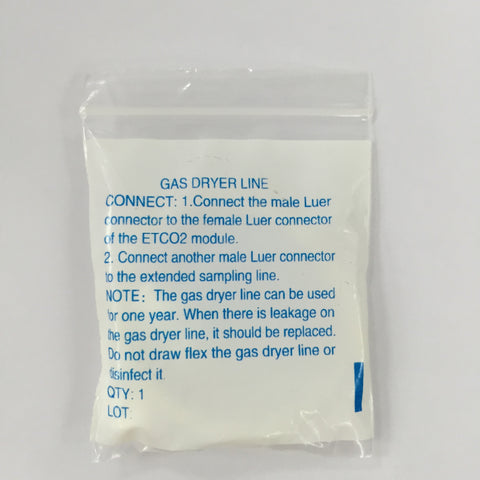 GAS DRYER LINE
CONNECT: 1.Connect the male Luer
connector to the female Luer connector
of the ETCO2 module.
2. Connect another male Luer connector
to the extended sampling line.
NOTE: The gas dryer line can be used
for one year. When there is leakage on
the gas dryer line, it should be replaced.
Do not draw flex the gas dryer line or
disinfect it.
QTY: 1
LOT: